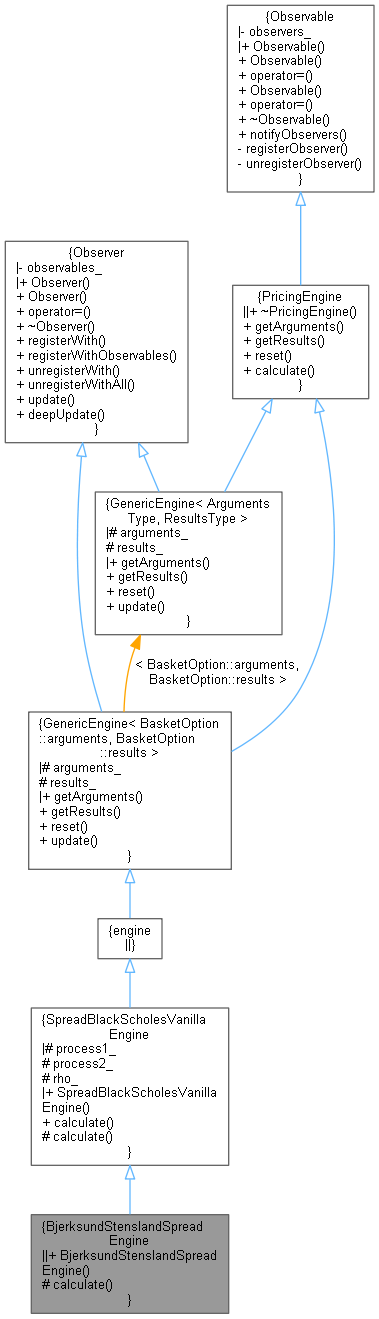 {Observable
|- observers_
|+ Observable()
+ Observable()
+ operator=()
+ Observable()
+ operator=()
+ ~Observable()
+ notifyObservers()
- registerObserver()
- unregisterObserver()
}
{Observer
|- observables_
|+ Observer()
+ Observer()
+ operator=()
+ ~Observer()
+ registerWith()
+ registerWithObservables()
+ unregisterWith()
+ unregisterWithAll()
+ update()
+ deepUpdate()
}
{PricingEngine
||+ ~PricingEngine()
+ getArguments()
+ getResults()
+ reset()
+ calculate()
}
{GenericEngine< Arguments
Type, ResultsType >
|# arguments_
# results_
|+ getArguments()
+ getResults()
+ reset()
+ update()
}
< BasketOption::arguments,
BasketOption::results >
{GenericEngine< BasketOption
::arguments, BasketOption
::results >
|# arguments_
# results_
|+ getArguments()
+ getResults()
+ reset()
+ update()
}
{engine
||}
{SpreadBlackScholesVanilla
Engine
|# process1_
# process2_
# rho_
|+ SpreadBlackScholesVanilla
Engine()
+ calculate()
# calculate()
}
{BjerksundStenslandSpread
Engine
||+ BjerksundStenslandSpread
Engine()
# calculate()
}